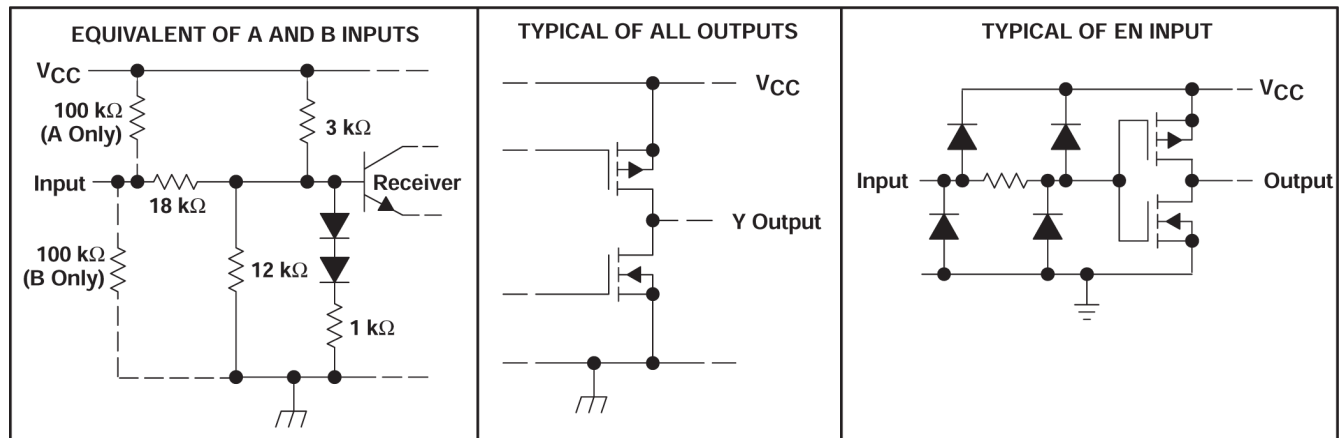 EQUIVALENT OF A AND B INPUTS
VCC
100 kΩ
(A Only)
3 kΩ
Input
18 kΩ
Receiver
100 kΩ
(B Only)
12 kΩ
1 kΩ
TYPICAL OF ALL OUTPUTS
VCC
Y Output
TYPICAL OF EN INPUT
VCC
Input
Output